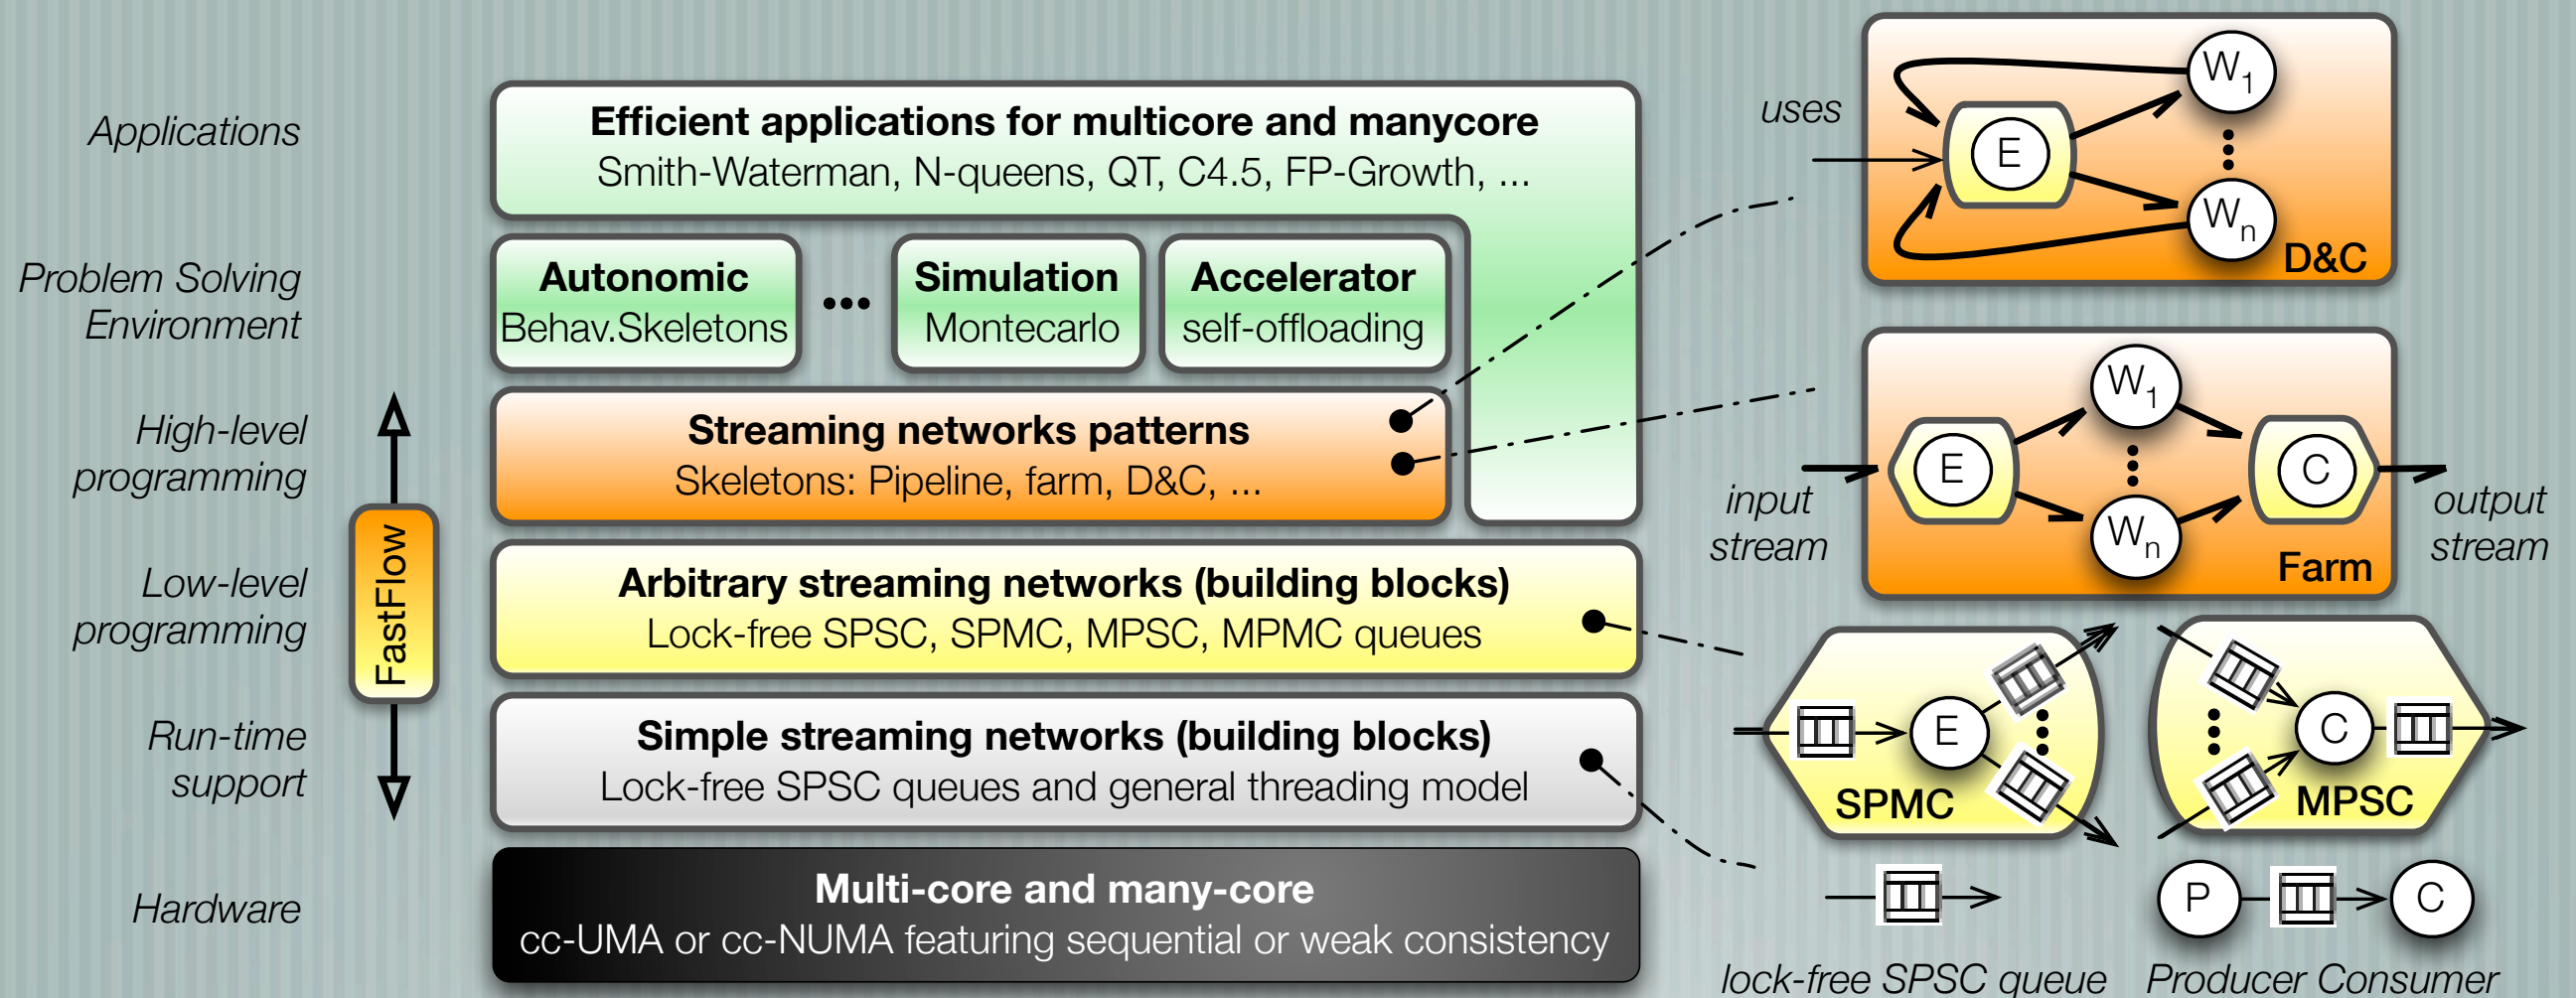 Applications
Efficient applications for multicore and manycore
Smith-Waterman, N-queens, QT, C4.5, FP-Growth, ...
Problem Solving
Environment
Autonomic
Behav.Skeletons
...
Simulation
Montecarlo
Accelerator
self-offloading
High-level
programming
Streaming networks patterns
Skeletons: Pipeline, farm, D&C, ...
FastFlow
Low-level
programming
Arbitrary streaming networks (building blocks)
Lock-free SPSC, SPMC, MPSC, MPMC queues
Run-time
support
Simple streaming networks (building blocks)
Lock-free SPSC queues and general threading model
Hardware
Multi-core and many-core
cc-UMA or cc-NUMA featuring sequential or weak consistency
uses
E
W1
Wn
D&C
input
stream
E
W1
Wn
C
Farm
output
stream
E
SPMC
C
MPSC
lock-free SPSC queue
P
C
Producer Consumer